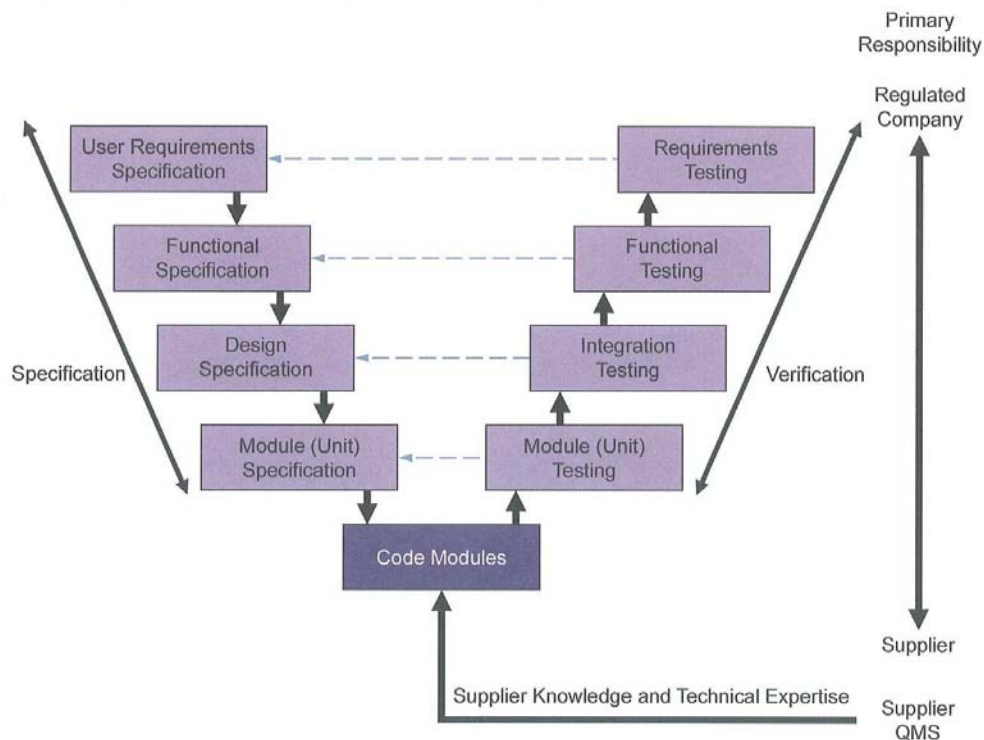 Primary
Responsibility
Regulated
Company
User Requirements
Specification
Requirements
Testing
Functional
Specification
Functional
Testing
Design
Specification
Integration
Testing
Specification
Verification
Module (Unit)
Specification
Module (Unit)
Testing
Code Modules
Supplier
Supplier Knowledge and Technical Expertise
Supplier
QMS